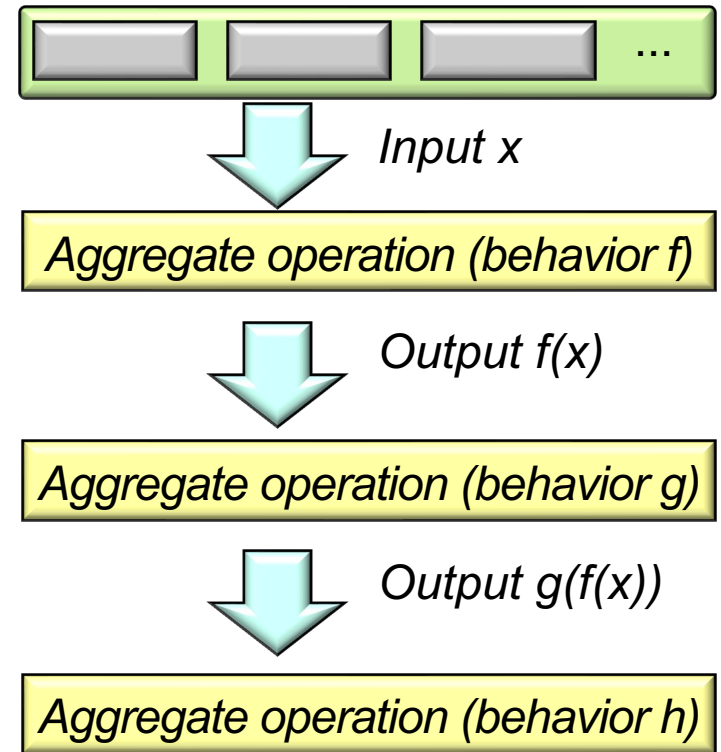 ...
Input x
Aggregate operation (behavior f)
Output f(x)
Aggregate operation (behavior g)
Output g(f(x))
Aggregate operation (behavior h)